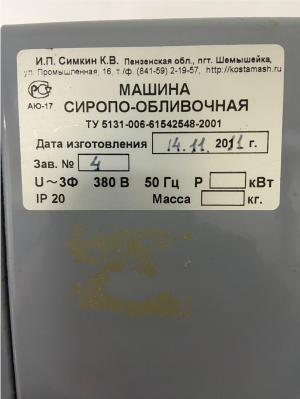 И.П. Симкин К.В. Пензенская обл., пгт. Шемышейка,
ул. Промышленная, 16, т./ф. (841-59) 2-19-57, http://kostamash.ru
РСТ
АЮ-17
МАШИНА
СИРОПО-ОБЛИВОЧНАЯ
ТУ 5131-006-61542548-2001
Дата изготовления 14.11 2011 г.
Зав. № 4
U~3Ф 380 В 50 Гц Р кВт
IP 20 Масса кг.